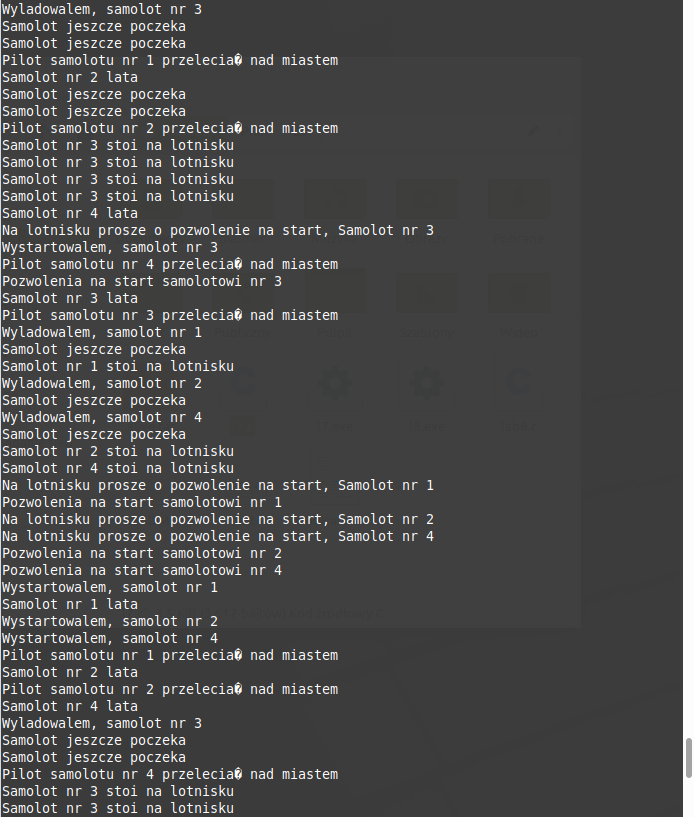 Wyladowalem, samolot nr 3
Samolot jeszcze poczeka
Samolot jeszcze poczeka
Pilot samolotu nr 1 przelecia� nad miastem
Samolot nr 2 lata
Samolot jeszcze poczeka
Samolot jeszcze poczeka
Pilot samolotu nr 2 przelecia� nad miastem
Samolot nr 3 stoi na lotnisku
Samolot nr 3 stoi na lotnisku
Samolot nr 3 stoi na lotnisku
Samolot nr 3 stoi na lotnisku
Samolot nr 4 lata
Na lotnisku prosze o pozwolenie na start, Samolot nr 3
Wystartowalem, samolot nr 3
Pilot samolotu nr 4 przelecia� nad miastem
Pozwolenia na start samolotowi nr 3
Samolot nr 3 lata
Pilot samolotu nr 3 przelecia� nad miastem
Wyladowalem, samolot nr 1
Samolot jeszcze poczeka
Samolot nr 1 stoi na lotnisku
Wyladowalem, samolot nr 2
Samolot jeszcze poczeka
Wyladowalem, samolot nr 4
Samolot jeszcze poczeka
Samolot nr 2 stoi na lotnisku
Samolot nr 4 stoi na lotnisku
Na lotnisku prosze o pozwolenie na start, Samolot nr 1
Pozwolenia na start samolotowi nr 1
Na lotnisku prosze o pozwolenie na start, Samolot nr 2
Na lotnisku prosze o pozwolenie na start, Samolot nr 4
Pozwolenia na start samolotowi nr 2
Pozwolenia na start samolotowi nr 4
Wystartowalem, samolot nr 1
Samolot nr 1 lata
Wystartowalem, samolot nr 2
Wystartowalem, samolot nr 4
Pilot samolotu nr 1 przelecia� nad miastem
Samolot nr 2 lata
Pilot samolotu nr 2 przelecia� nad miastem
Samolot nr 4 lata
Wyladowalem, samolot nr 3
Samolot jeszcze poczeka
Samolot jeszcze poczeka
Pilot samolotu nr 4 przelecia� nad miastem
Samolot nr 3 stoi na lotnisku
Samolot nr 3 stoi na lotnisku